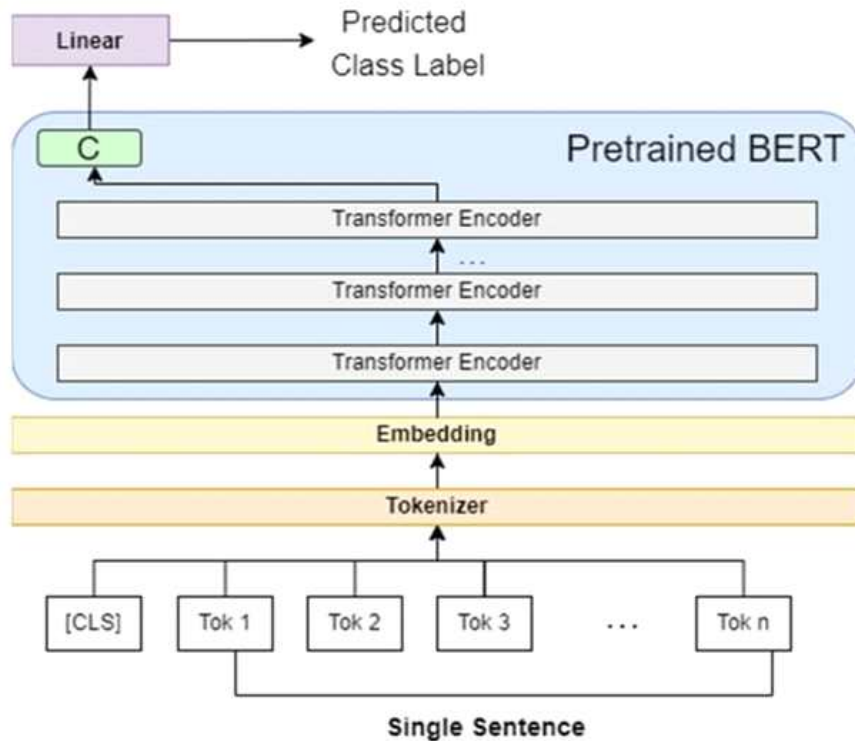 Linear
Predicted
Class Label
C
Pretrained BERT
Transformer Encoder
...
Transformer Encoder
Transformer Encoder
Embedding
Tokenizer
[CLS] Tok 1 Tok 2 Tok 3 ... Tok n
Single Sentence